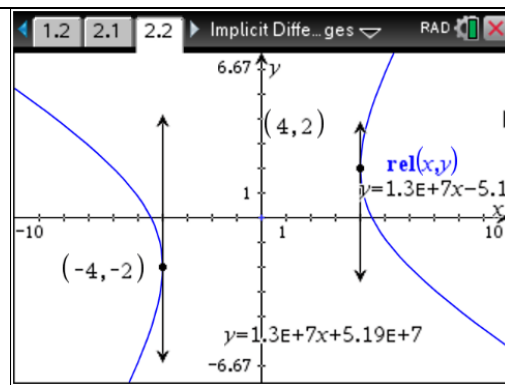 1.2 2.1 2.2 Implicit Diffe…ges RAD
6.67 y
(4,2)
rel(x,y)
y=1.3E+7x−5.1
1
x
-10 1 10
(-4,-2)
y=1.3E+7x+5.19E+7
-6.67